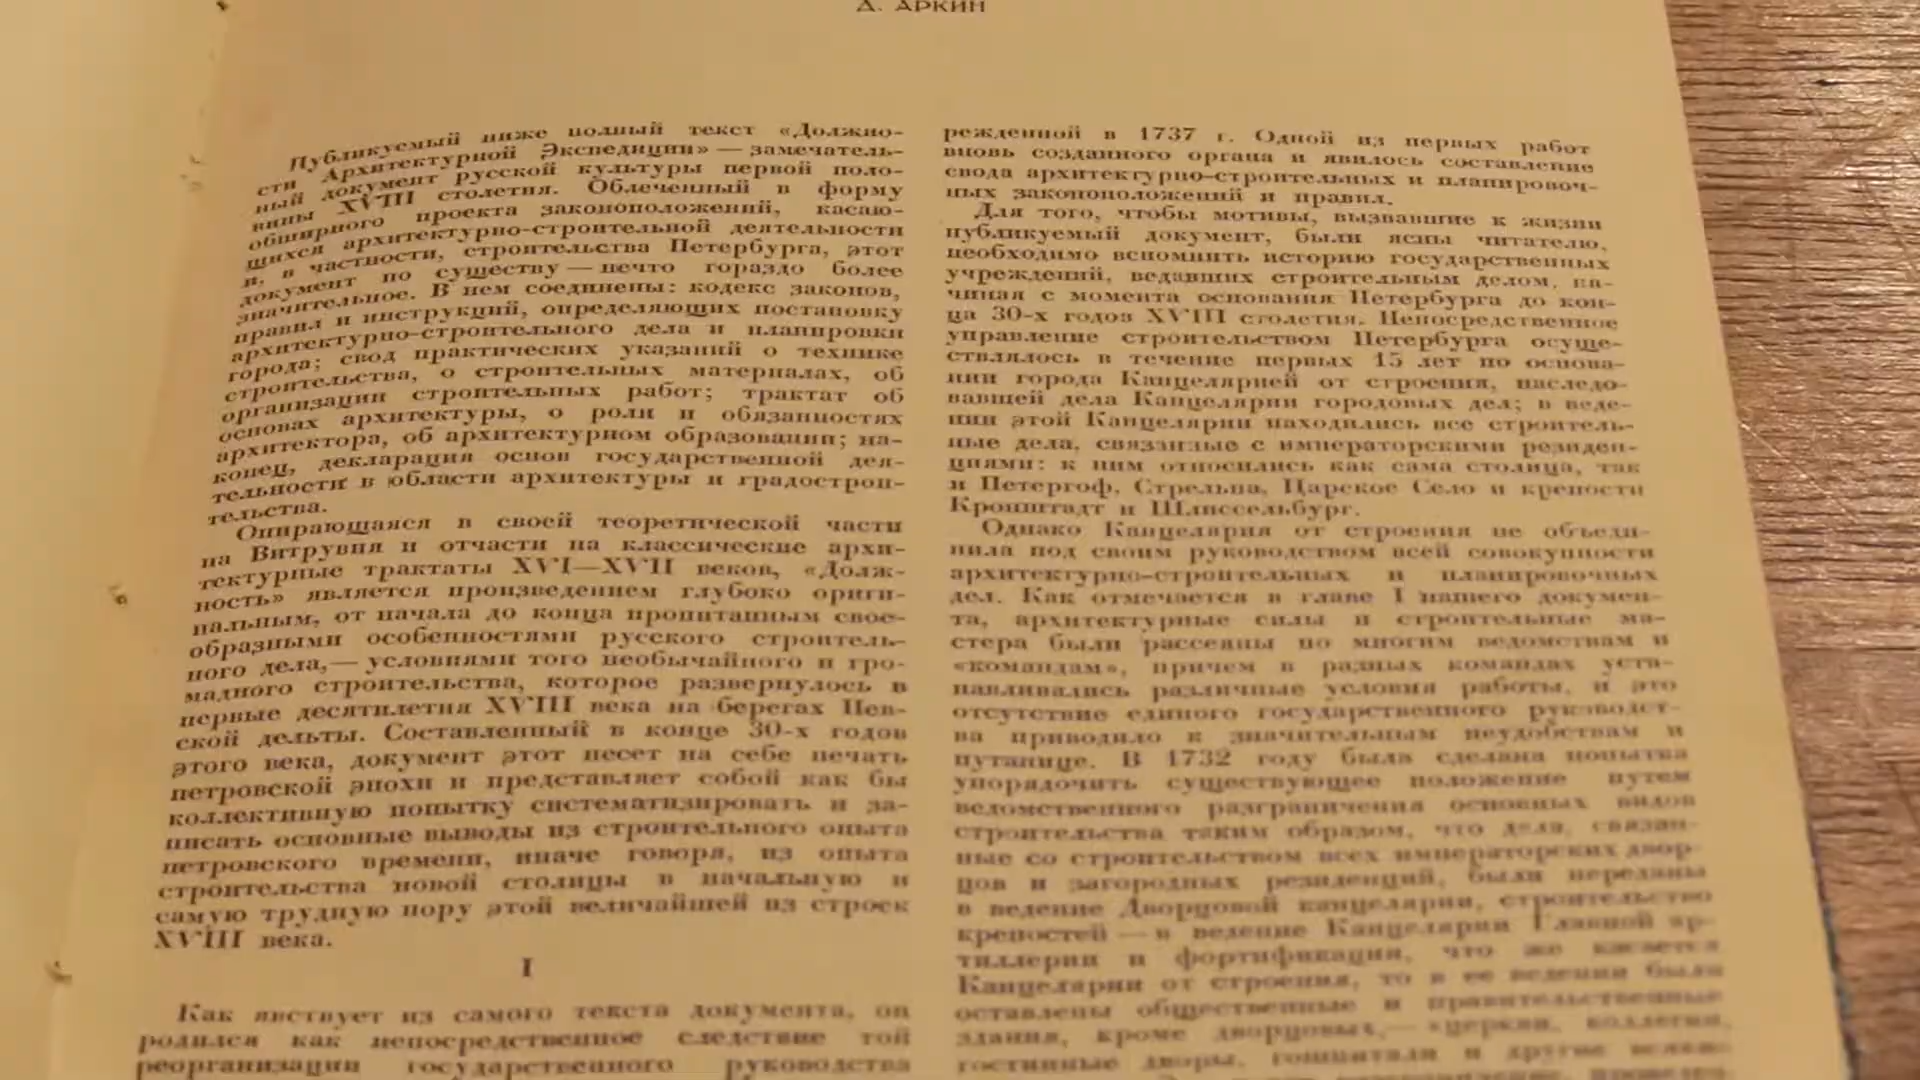 Д. АРКИН
Публикуемый ниже полный текст «Должно-
сти Архитектурной Экспедиции» — замечатель-
ный документ русской культуры первой поло-
вины XVIII столетия. Облеченный в форму
обширного проекта законоположений, касаю-
щихся архитектурно-строительной деятельности
и, в частности, строительства Петербурга, этот
документ по существу — нечто гораздо более
значительное. В нем соединены: кодекс законов,
правил и инструкций, определяющих постановку
архитектурно-строительного дела и планировки
города; свод практических указаний о технике
строительства, о строительных материалах, об
организации строительных работ; трактат об
основах архитектуры, о роли и обязанностях
архитектора, об архитектурном образовании; на-
конец, декларация основ государственной дея-
тельности в области архитектуры и градострои-
тельства.
Опирающаяся в своей теоретической части
на Витрувия и отчасти на классические архи-
тектурные трактаты XVI—XVII веков, «Долж-
ность» является произведением глубоко ориги-
нальным, от начала до конца пропитанным свое-
образными особенностями русского строитель-
ного дела,— условиями того необычайного и гро-
мадного строительства, которое развернулось в
первые десятилетия XVIII века на берегах Нев-
ской дельты. Составленный в конце 30-х годов
этого века, документ этот несет на себе печать
петровской эпохи и представляет собой как бы
коллективную попытку систематизировать и за-
писать основные выводы из строительного опыта
петровского времени, иначе говоря, из опыта
строительства новой столицы в начальную и
самую трудную пору этой величайшей из строек
XVIII века.
I
Как явствует из самого текста документа, он
родился как непосредственное следствие той
реорганизации государственного руководства
режденной в 1737 г. Одной из первых работ
вновь созданного органа и явилось составление
свода архитектурно-строительных и планировоч-
ных законоположений и правил.
Для того, чтобы мотивы, вызвавшие к жизни
публикуемый документ, были ясны читателю,
необходимо вспомнить историю государственных
учреждений, ведавших строительным делом, на-
чиная с момента основания Петербурга до кон-
ца 30-х годов XVIII столетия. Непосредственное
управление строительством Петербурга осуще-
ствлялось в течение первых 15 лет по основа-
нии города Канцелярией от строения, наследо-
вавшей дела Канцелярии городовых дел; в веде-
нии этой Канцелярии находились все строитель-
ные дела, связанные с императорскими резиден-
циями: к ним относились как сама столица, так
и Петергоф, Стрельна, Царское Село и крепости
Кронштадт и Шлиссельбург.
Однако Канцелярия от строения не объеди-
нила под своим руководством всей совокупности
архитектурно-строительных и планировочных
дел. Как отмечается в главе I нашего докумен-
та, архитектурные силы и строительные ма-
стера были рассеяны по многим ведомствам и
«командам», причем в разных командах уста-
навливались различные условия работы, и это
отсутствие единого государственного руководст-
ва приводило к значительным неудобствам и
путанице. В 1732 году была сделана попытка
упорядочить существующее положение путем
ведомственного разграничения основных видов
строительства таким образом, что дела, связан-
ные со строительством всех императорских двор-
цов и загородных резиденций, были переданы
в ведение Дворцовой канцелярии, строительство
крепостей — в ведение Канцелярии Главной ар-
тиллерии и фортификации, что же касается
Канцелярии от строения, то в ее ведении были
оставлены общественные и правительственные
здания, кроме дворцовых,— «церкви, коллегии,
гостинные дворы, гошпитали и другие